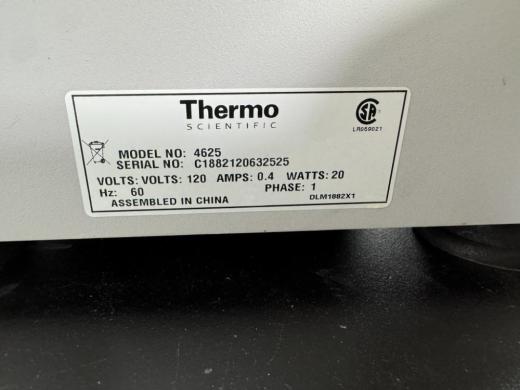 Thermo
SCIENTIFIC
LR059021
MODEL NO: 4625
SERIAL NO: C1882120632525
VOLTS: VOLTS: 120 AMPS: 0.4 WATTS: 20
Hz: 60 PHASE: 1
ASSEMBLED IN CHINA
DLM1882X1